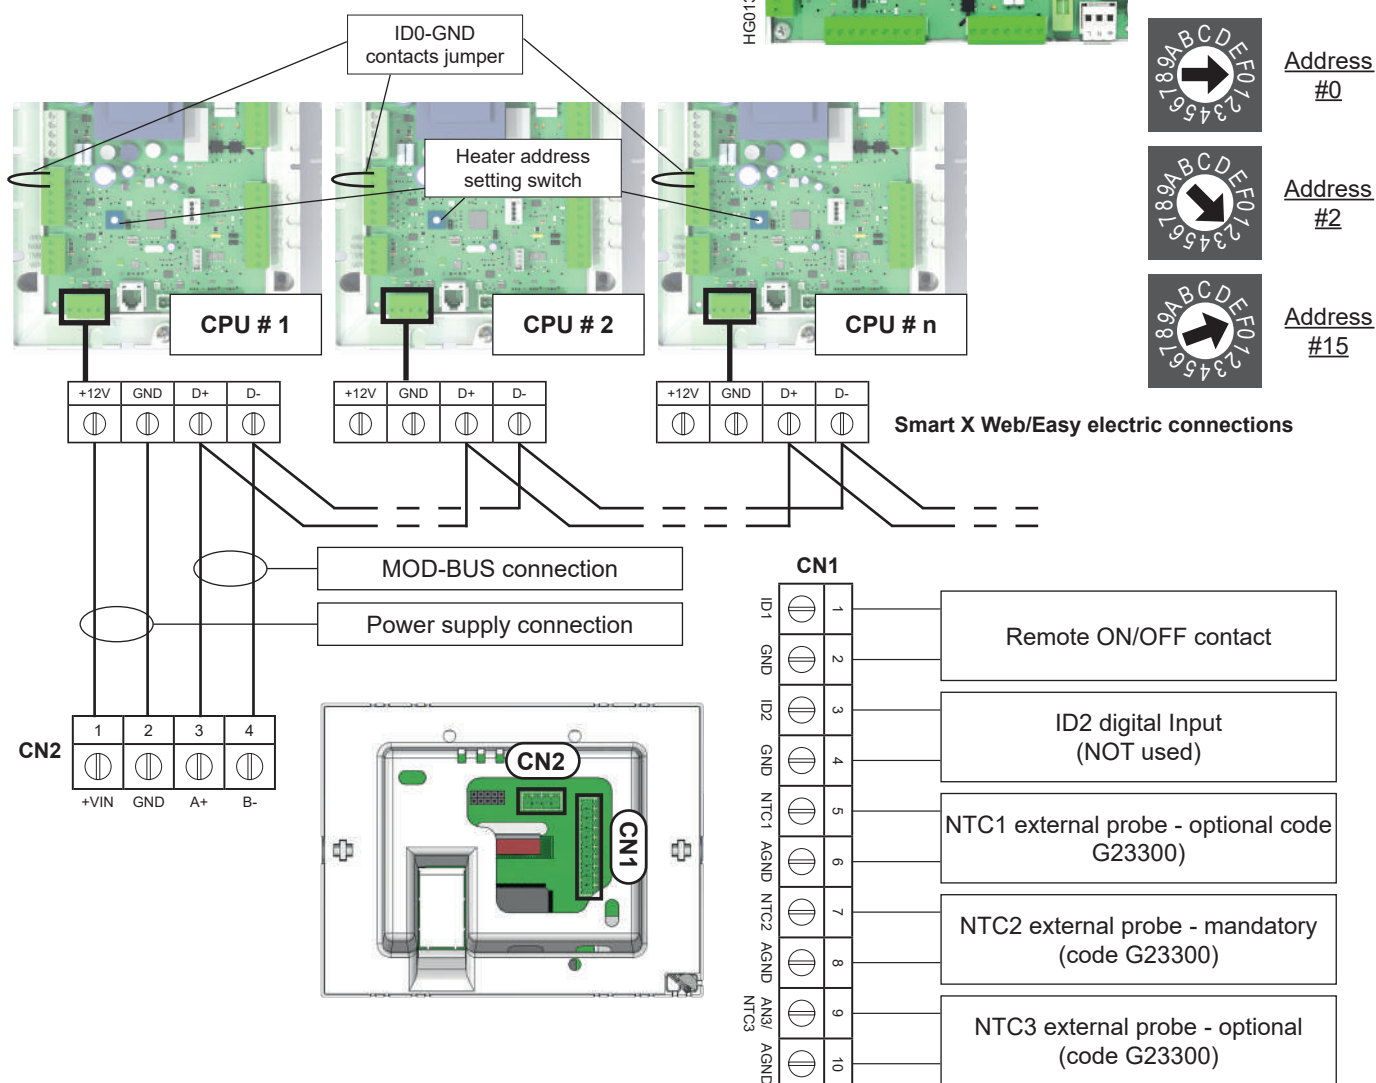 HG010
ID0-GND
contacts jumper
Heater address
setting switch
CPU # 1
CPU # 2
CPU # n
Address
#0
Address
#2
Address
#15
89ABCDEF01234567
89ABCDEF01234567
89ABCDEF01234567
+12V GND D+ D-
+12V GND D+ D-
+12V GND D+ D-
Smart X Web/Easy electric connections
MOD-BUS connection
Power supply connection
CN2
1 2 3 4
+VIN GND A+ B-
CN2
CN1
CN1
ID1 1
GND 2
ID2 3
GND 4
NTC1 5
AGND 6
NTC2 7
AGND 8
AN3/
NTC3 9
AGND 10
Remote ON/OFF contact
ID2 digital Input
(NOT used)
NTC1 external probe - optional code
G23300)
NTC2 external probe - mandatory
(code G23300)
NTC3 external probe - optional
(code G23300)